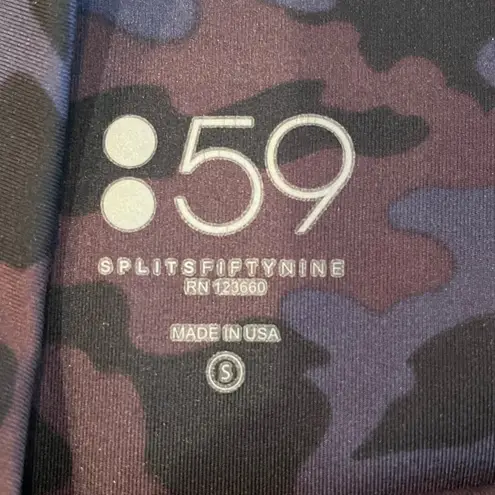 :59
SPLITSFIFTYNINE
RN 123660
MADE IN USA
S